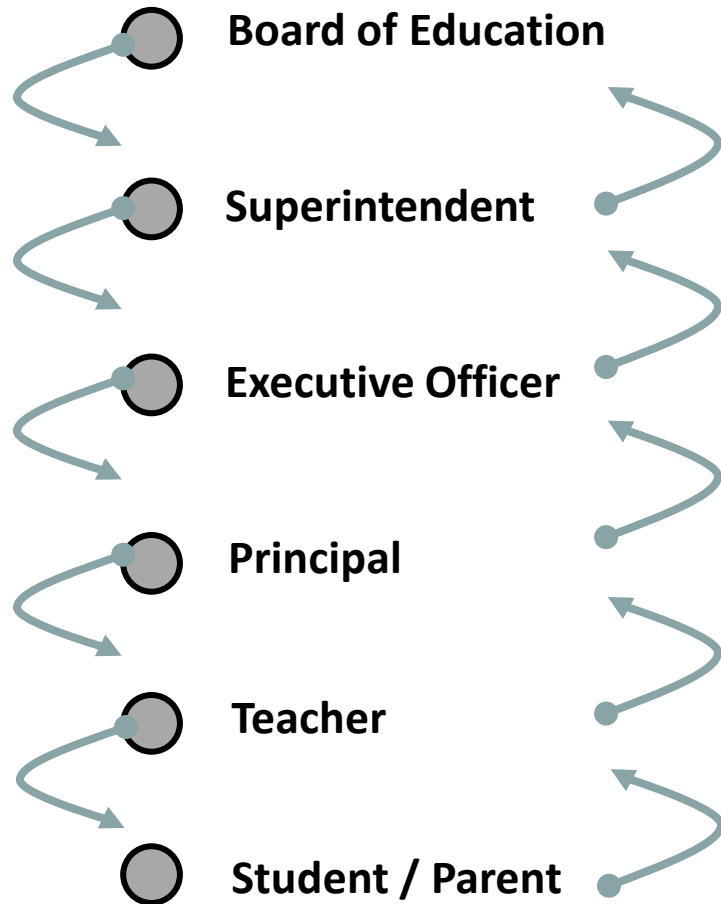 Board of Education
Superintendent
Executive Officer
Principal
Teacher
Student / Parent